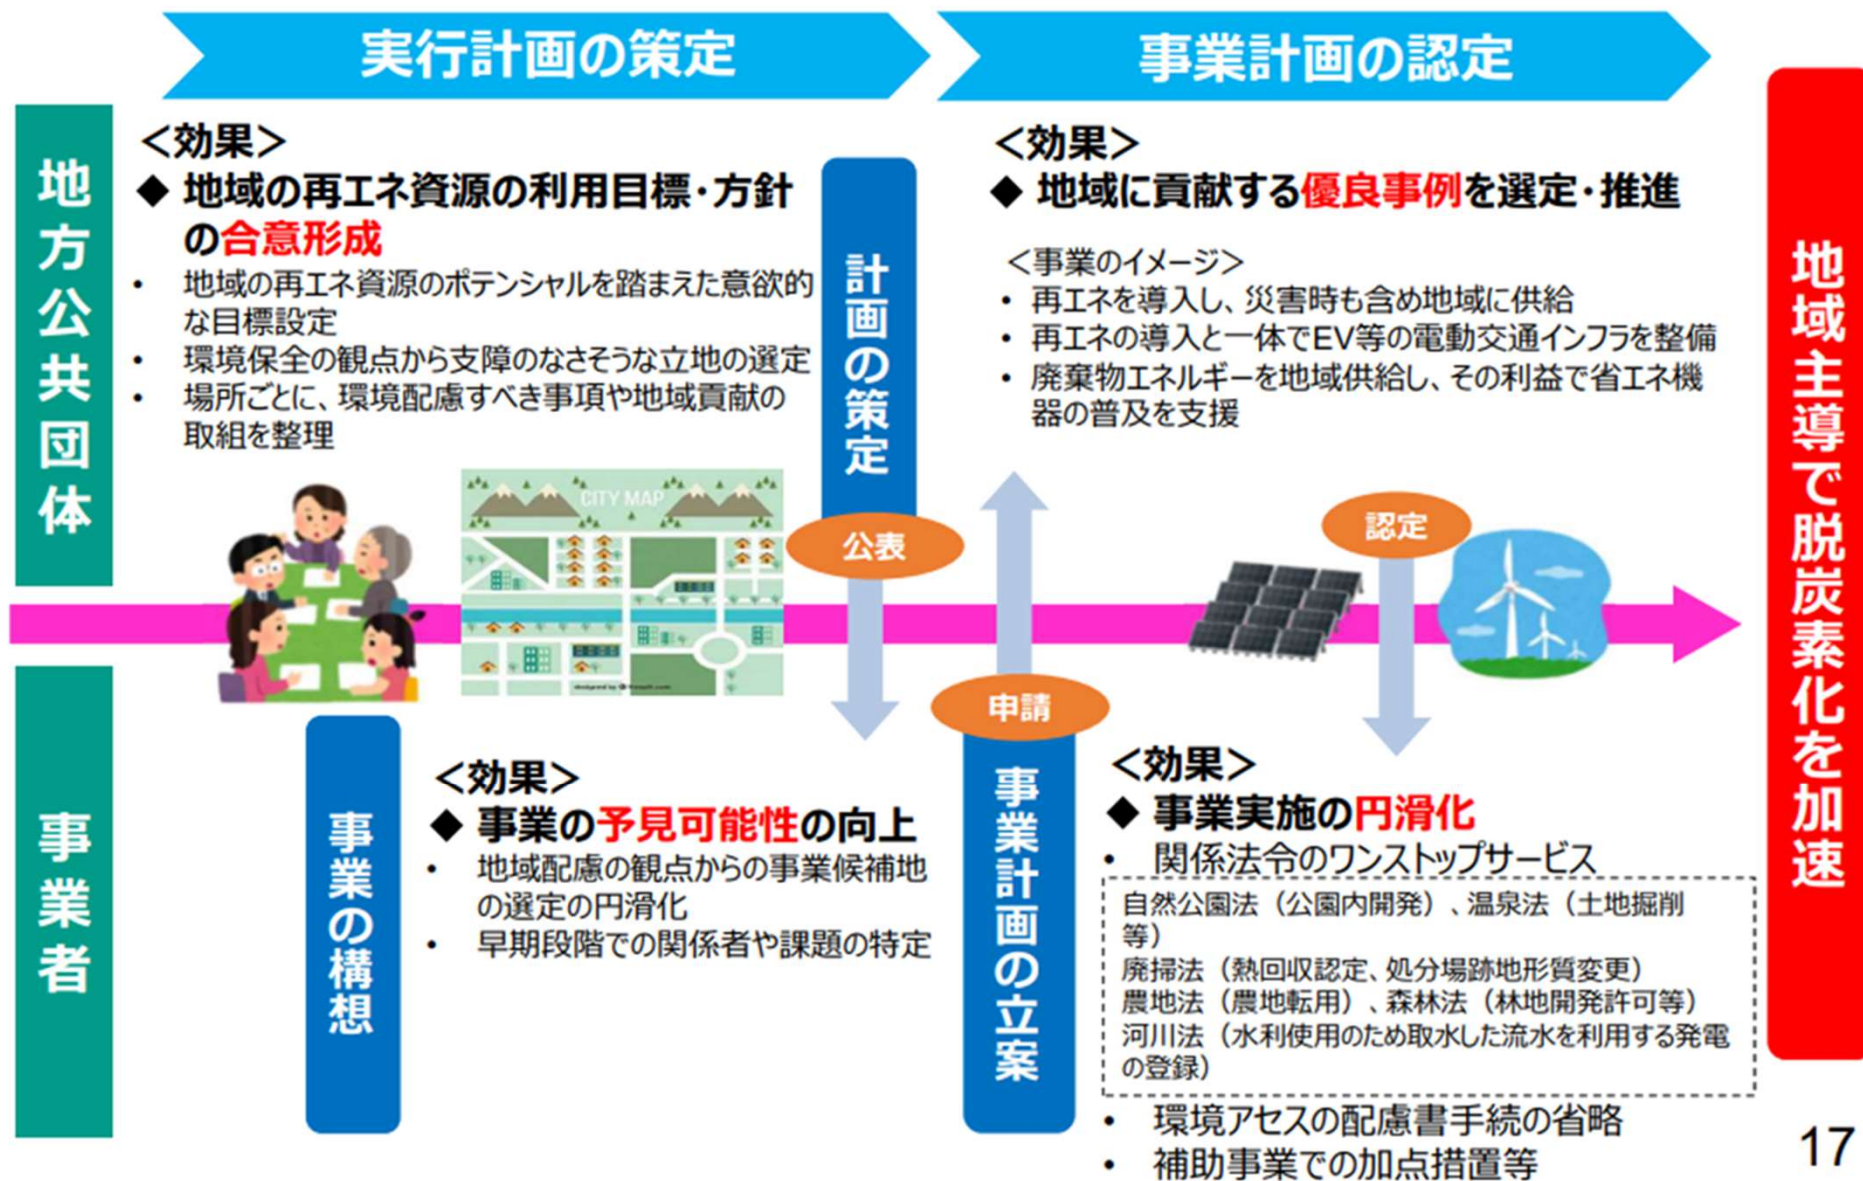 実行計画の策定
事業計画の認定
地方公共団体
＜効果＞
◆ 地域の再エネ資源の利用目標・方針
の合意形成
• 地域の再エネ資源のポテンシャルを踏まえた意欲的
な目標設定
• 環境保全の観点から支障のなさそうな立地の選定
• 場所ごとに、環境配慮すべき事項や地域貢献の
取組を整理
CITY MAP
計画の策定
公表
＜効果＞
◆ 地域に貢献する優良事例を選定・推進
＜事業のイメージ＞
• 再エネを導入し、災害時も含め地域に供給
• 再エネの導入と一体でEV等の電動交通インフラを整備
• 廃棄物エネルギーを地域供給し、その利益で省エネ機
器の普及を支援
認定
事業者
事業の構想
＜効果＞
◆ 事業の予見可能性の向上
• 地域配慮の観点からの事業候補地
の選定の円滑化
• 早期段階での関係者や課題の特定
申請
事業計画の立案
＜効果＞
◆ 事業実施の円滑化
• 関係法令のワンストップサービス
自然公園法（公園内開発）、温泉法（土地掘削
等）
廃掃法（熱回収認定、処分場跡地形質変更）
農地法（農地転用）、森林法（林地開発許可等）
河川法（水利使用のため取水した流水を利用する発電
の登録）
• 環境アセスの配慮書手続の省略
• 補助事業での加点措置等
地域主導で脱炭素化を加速
17